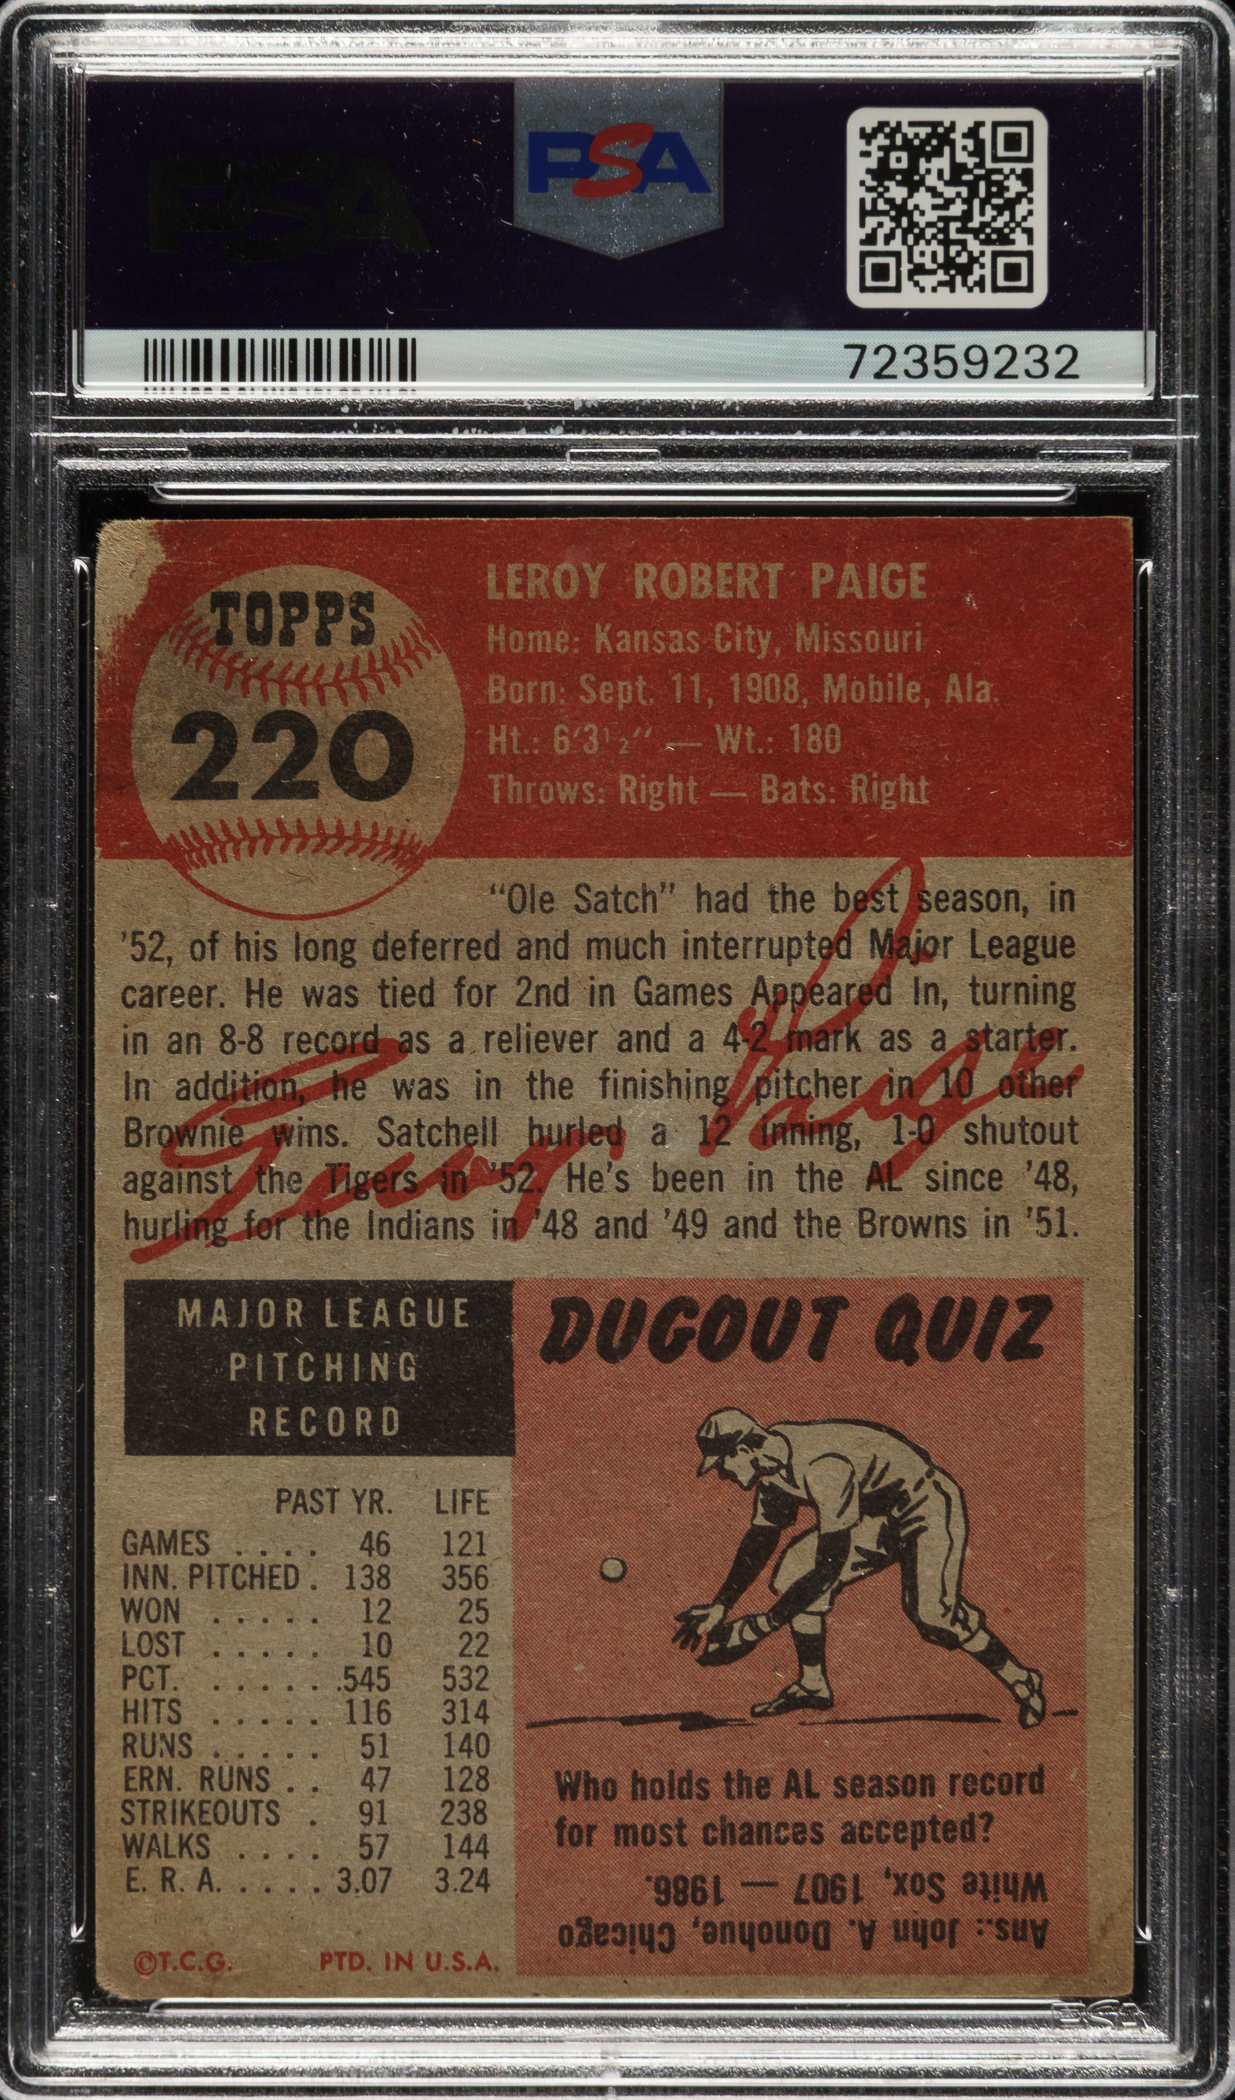 PSA
PSA
72359232
TOPPS
220
LEROY ROBERT PAIGE
Home: Kansas City, Missouri
Born: Sept. 11, 1908, Mobile, Ala.
Ht.: 6'3 1/2" — Wt.: 180
Throws: Right — Bats: Right
"Ole Satch" had the best season, in
'52, of his long deferred and much interrupted Major League
career. He was tied for 2nd in Games Appeared In, turning
in an 8-8 record as a reliever and a 4-2 mark as a starter.
In addition, he was in the finishing pitcher in 10 other
Brownie wins. Satchell hurled a 12 inning, 1-0 shutout
against the Tigers in '52. He's been in the AL since '48,
hurling for the Indians in '48 and '49 and the Browns in '51.
Leroy Paige
MAJOR LEAGUE
PITCHING
RECORD
PAST YR. LIFE
GAMES .... 46 121
INN. PITCHED . 138 356
WON ..... 12 25
LOST ..... 10 22
PCT. ...... .545 532
HITS ..... 116 314
RUNS ..... 51 140
ERN. RUNS .. 47 128
STRIKEOUTS . 91 238
WALKS .... 57 144
E. R. A. ..... 3.07 3.24
©T.C.G. PTD. IN U.S.A.
DUGOUT QUIZ
Who holds the AL season record
for most chances accepted?
Ans.: John A. Donohue, Chicago
White Sox, 1907 — 1986.
PSA